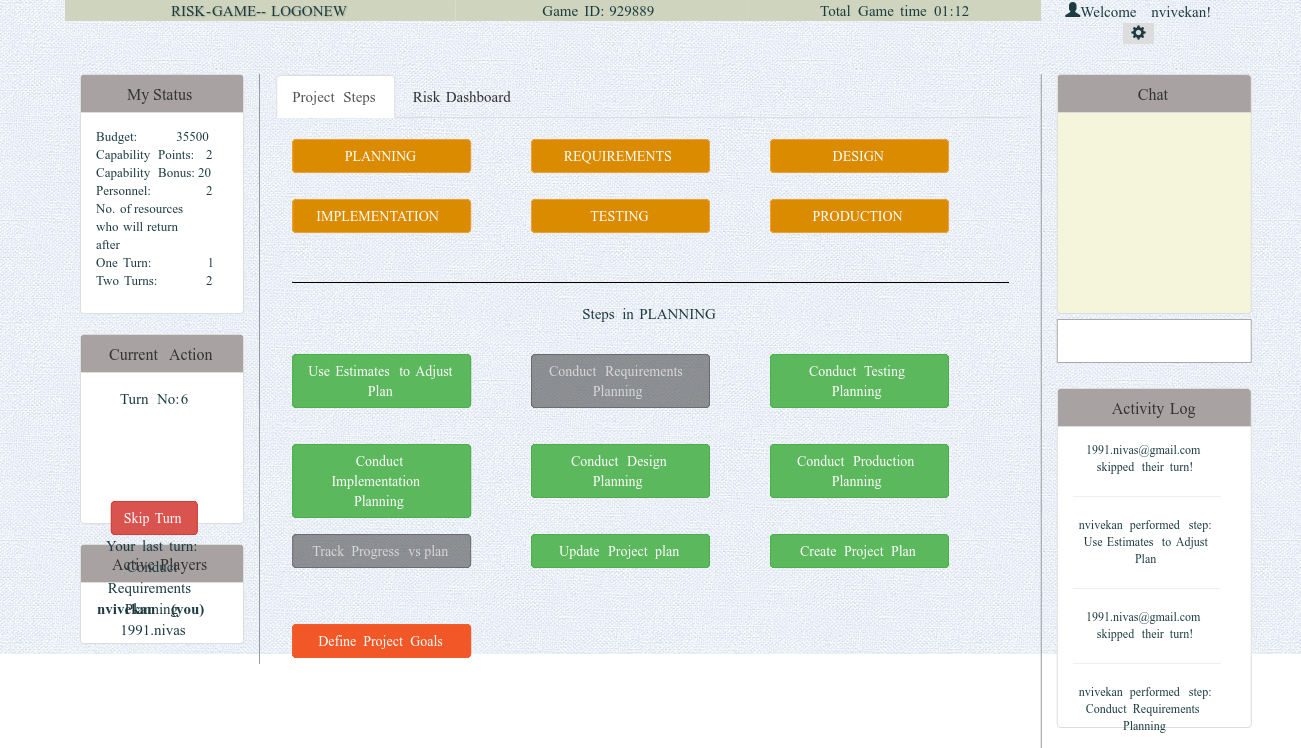 RISK-GAME-- LOGONEW
Game ID: 929889
Total Game time 01:12
Welcome nvivekan!
My Status
Budget: 35500
Capability Points: 2
Capability Bonus: 20
Personnel: 2
No. of resources
who will return
after
One Turn: 1
Two Turns: 2
Current Action
Turn No:6
Skip Turn
Your last turn:
Conduct
Requirements
Planning
Active Players
nvivekan (you)
1991.nivas
Project Steps
Risk Dashboard
PLANNING
REQUIREMENTS
DESIGN
IMPLEMENTATION
TESTING
PRODUCTION
Steps in PLANNING
Use Estimates to Adjust
Plan
Conduct Requirements
Planning
Conduct Testing
Planning
Conduct
Implementation
Planning
Conduct Design
Planning
Conduct Production
Planning
Track Progress vs plan
Update Project plan
Create Project Plan
Define Project Goals
Chat
Activity Log
1991.nivas@gmail.com
skipped their turn!
nvivekan performed step:
Use Estimates to Adjust
Plan
1991.nivas@gmail.com
skipped their turn!
nvivekan performed step:
Conduct Requirements
Planning